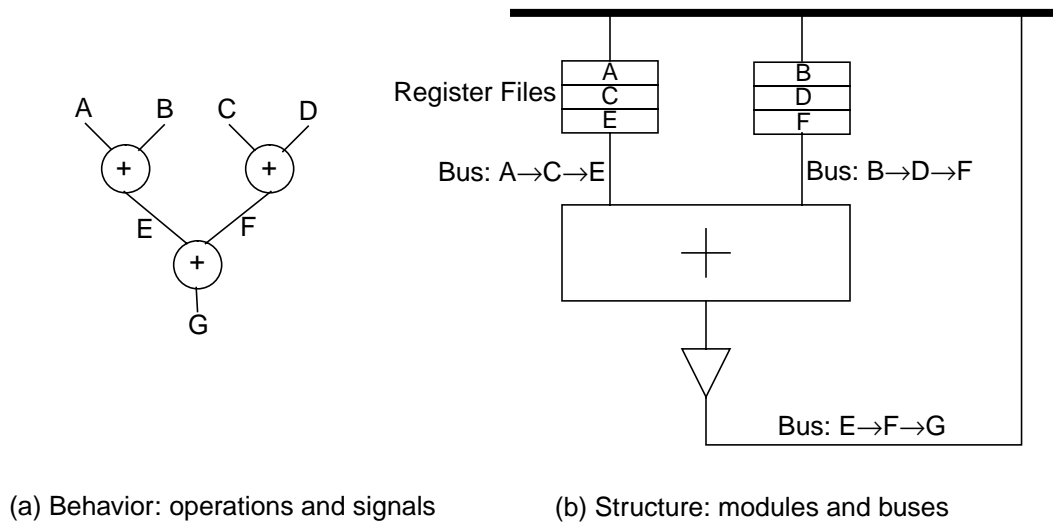 A B C D
+ +
E F
+
G
Register Files
A
C
E
B
D
F
Bus: A→C→E
Bus: B→D→F
+
Bus: E→F→G
(a) Behavior: operations and signals
(b) Structure: modules and buses